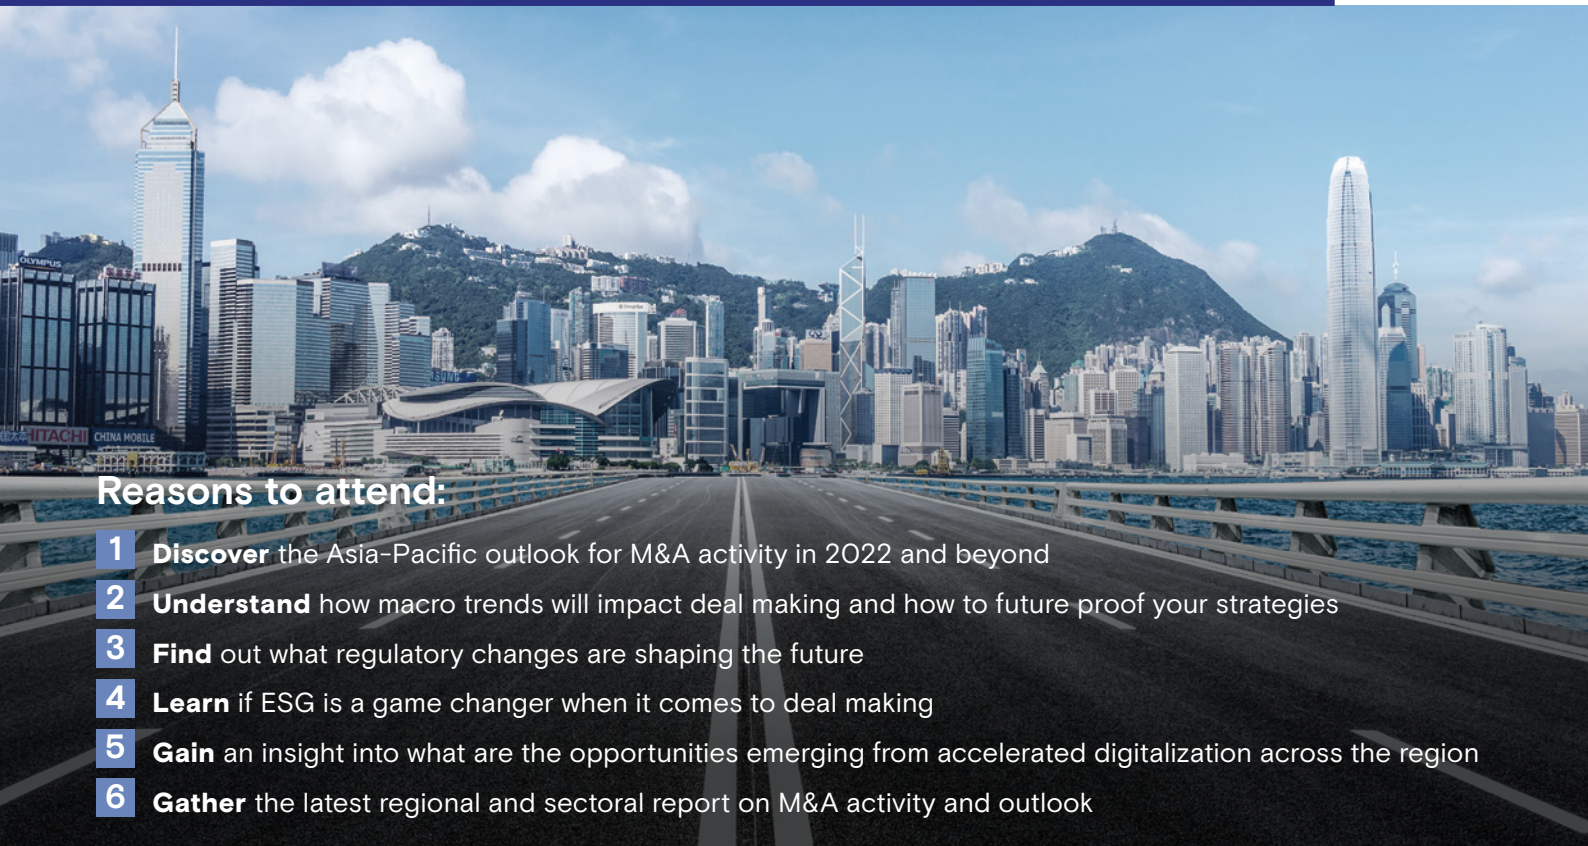 OLYMPUS
HITACHI
CHINA MOBILE
Reasons to attend:
1 Discover the Asia-Pacific outlook for M&A activity in 2022 and beyond
2 Understand how macro trends will impact deal making and how to future proof your strategies
3 Find out what regulatory changes are shaping the future
4 Learn if ESG is a game changer when it comes to deal making
5 Gain an insight into what are the opportunities emerging from accelerated digitalization across the region
6 Gather the latest regional and sectoral report on M&A activity and outlook